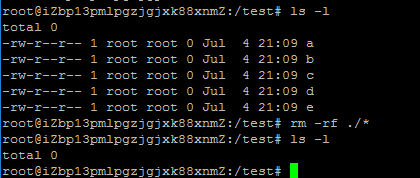 root@iZbp13pmlpgzjgjxk88xnmZ:/test# ls -l
total 0
-rw-r--r-- 1 root root 0 Jul  4 21:09 a
-rw-r--r-- 1 root root 0 Jul  4 21:09 b
-rw-r--r-- 1 root root 0 Jul  4 21:09 c
-rw-r--r-- 1 root root 0 Jul  4 21:09 d
-rw-r--r-- 1 root root 0 Jul  4 21:09 e
root@iZbp13pmlpgzjgjxk88xnmZ:/test# rm -rf ./*
root@iZbp13pmlpgzjgjxk88xnmZ:/test# ls -l
total 0
root@iZbp13pmlpgzjgjxk88xnmZ:/test#